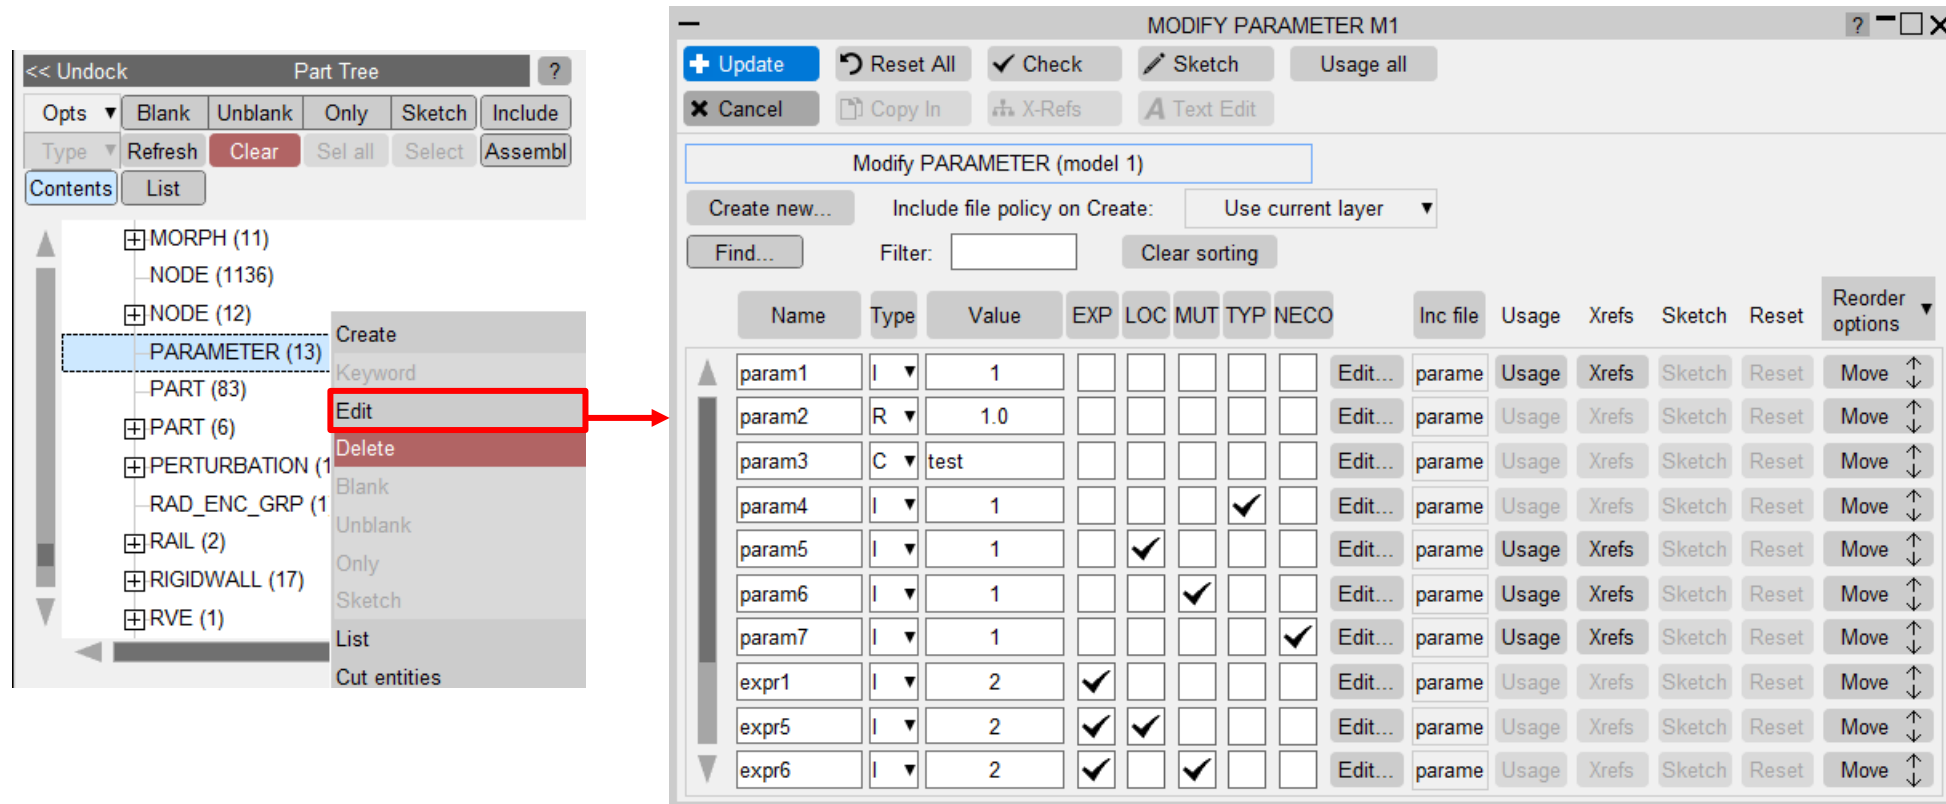 << Undock Part Tree ?
Opts Blank Unblank Only Sketch Include
Type Refresh Clear Sel all Select Assembl
Contents List
MORPH (11)
NODE (1136)
NODE (12)
PARAMETER (13)
PART (83)
PART (6)
PERTURBATION (1
RAD_ENC_GRP (1
RAIL (2)
RIGIDWALL (17)
RVE (1)
Create
Keyword
Edit
Delete
Blank
Unblank
Only
Sketch
List
Cut entities
MODIFY PARAMETER M1 ?
Update Reset All Check Sketch Usage all
Cancel Copy In X-Refs Text Edit
Modify PARAMETER (model 1)
Create new... Include file policy on Create: Use current layer
Find... Filter: Clear sorting
Name Type Value EXP LOC MUT TYP NECO Inc file Usage Xrefs Sketch Reset Reorder options
param1 I 1 Edit... parame Usage Xrefs Sketch Reset Move
param2 R 1.0 Edit... parame Usage Xrefs Sketch Reset Move
param3 C test Edit... parame Usage Xrefs Sketch Reset Move
param4 I 1 Edit... parame Usage Xrefs Sketch Reset Move
param5 I 1 Edit... parame Usage Xrefs Sketch Reset Move
param6 I 1 Edit... parame Usage Xrefs Sketch Reset Move
param7 I 1 Edit... parame Usage Xrefs Sketch Reset Move
expr1 I 2 Edit... parame Usage Xrefs Sketch Reset Move
expr5 I 2 Edit... parame Usage Xrefs Sketch Reset Move
expr6 I 2 Edit... parame Usage Xrefs Sketch Reset Move